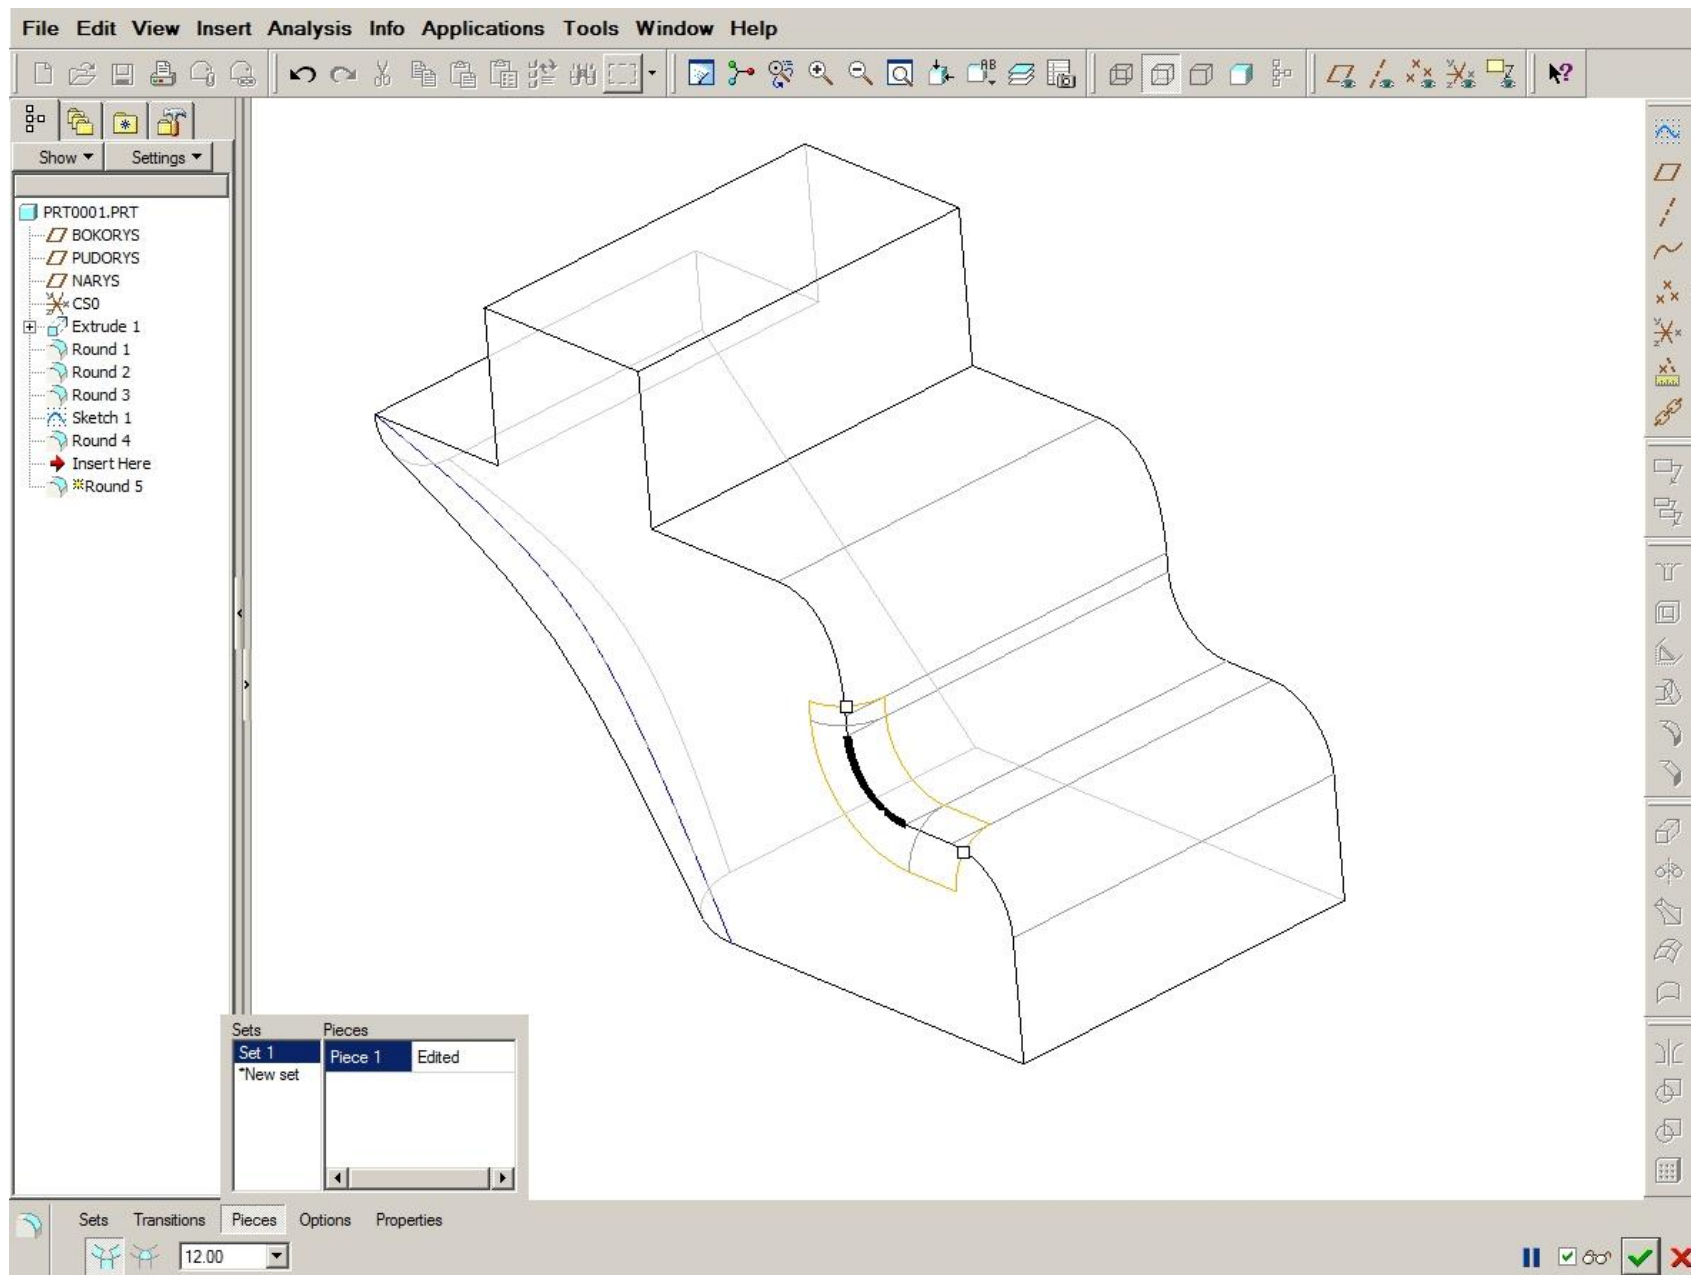 File Edit View Insert Analysis Info Applications Tools Window Help
AB
?
Show Settings
PRT0001.PRT
BOKORYS
PUDORYS
NARYS
CS0
Extrude 1
Round 1
Round 2
Round 3
Sketch 1
Round 4
Insert Here
Round 5
Sets Pieces
Set 1 Piece 1 Edited
*New set
Sets Transitions Pieces Options Properties
12.00